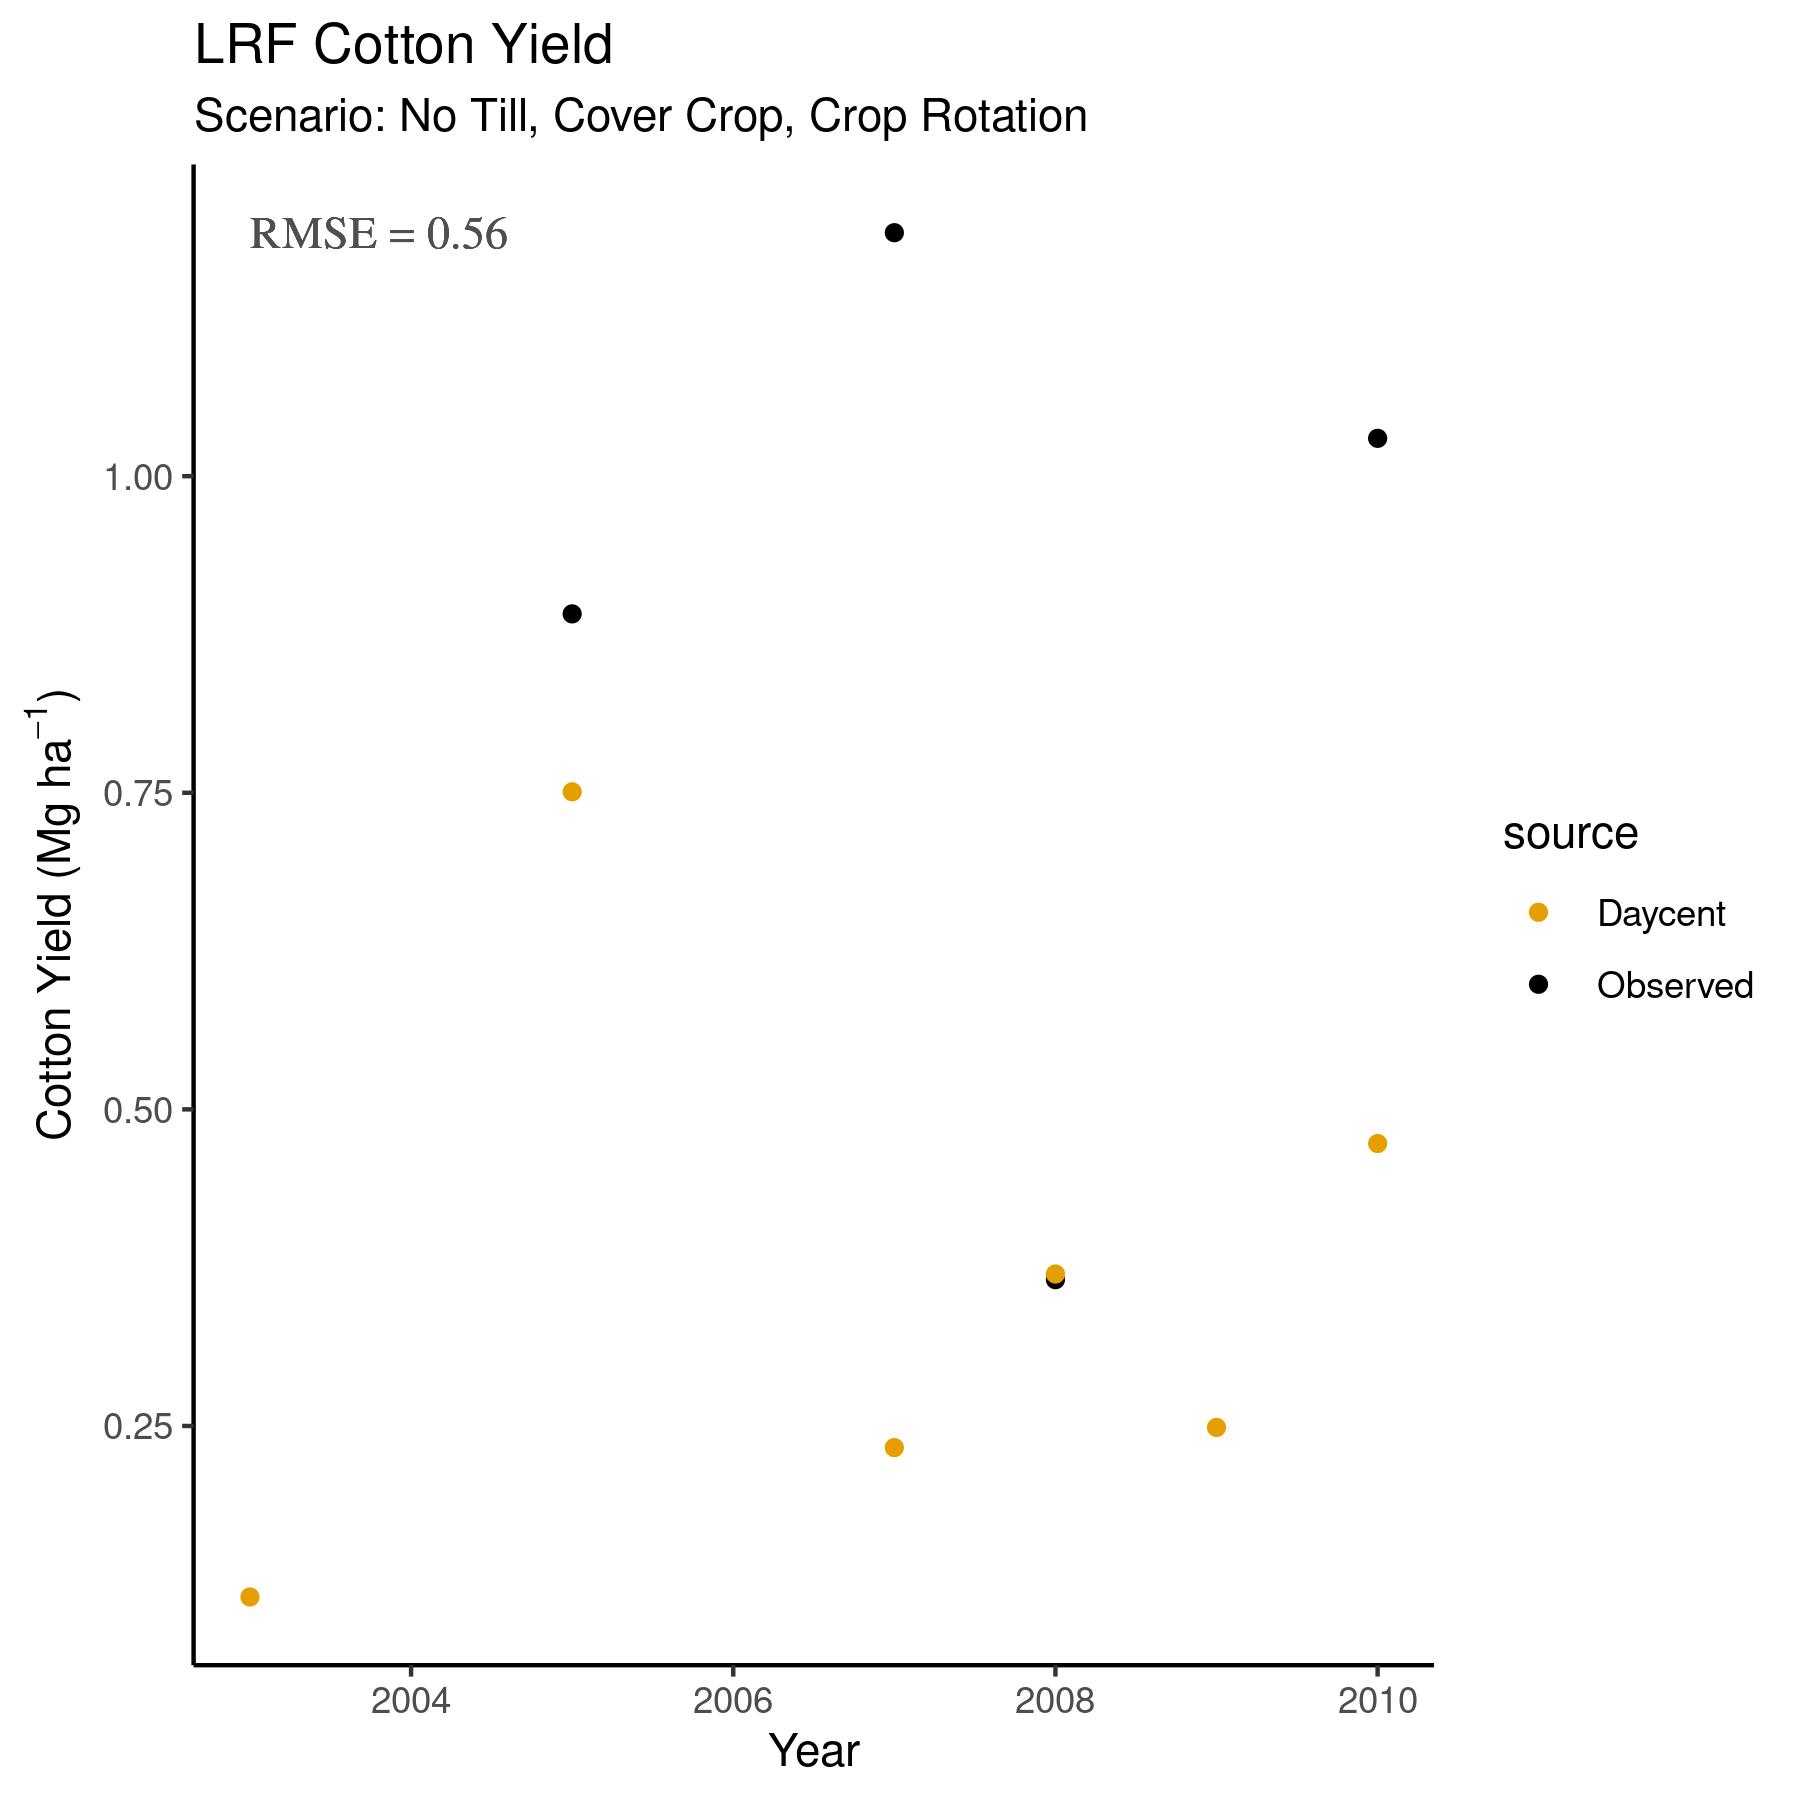 LRF Cotton Yield
Scenario: No Till, Cover Crop, Crop Rotation
RMSE = 0.56
Cotton Yield (Mg ha⁻¹)
1.00
0.75
0.50
0.25
2004 2006 2008 2010
Year
source
Daycent
Observed